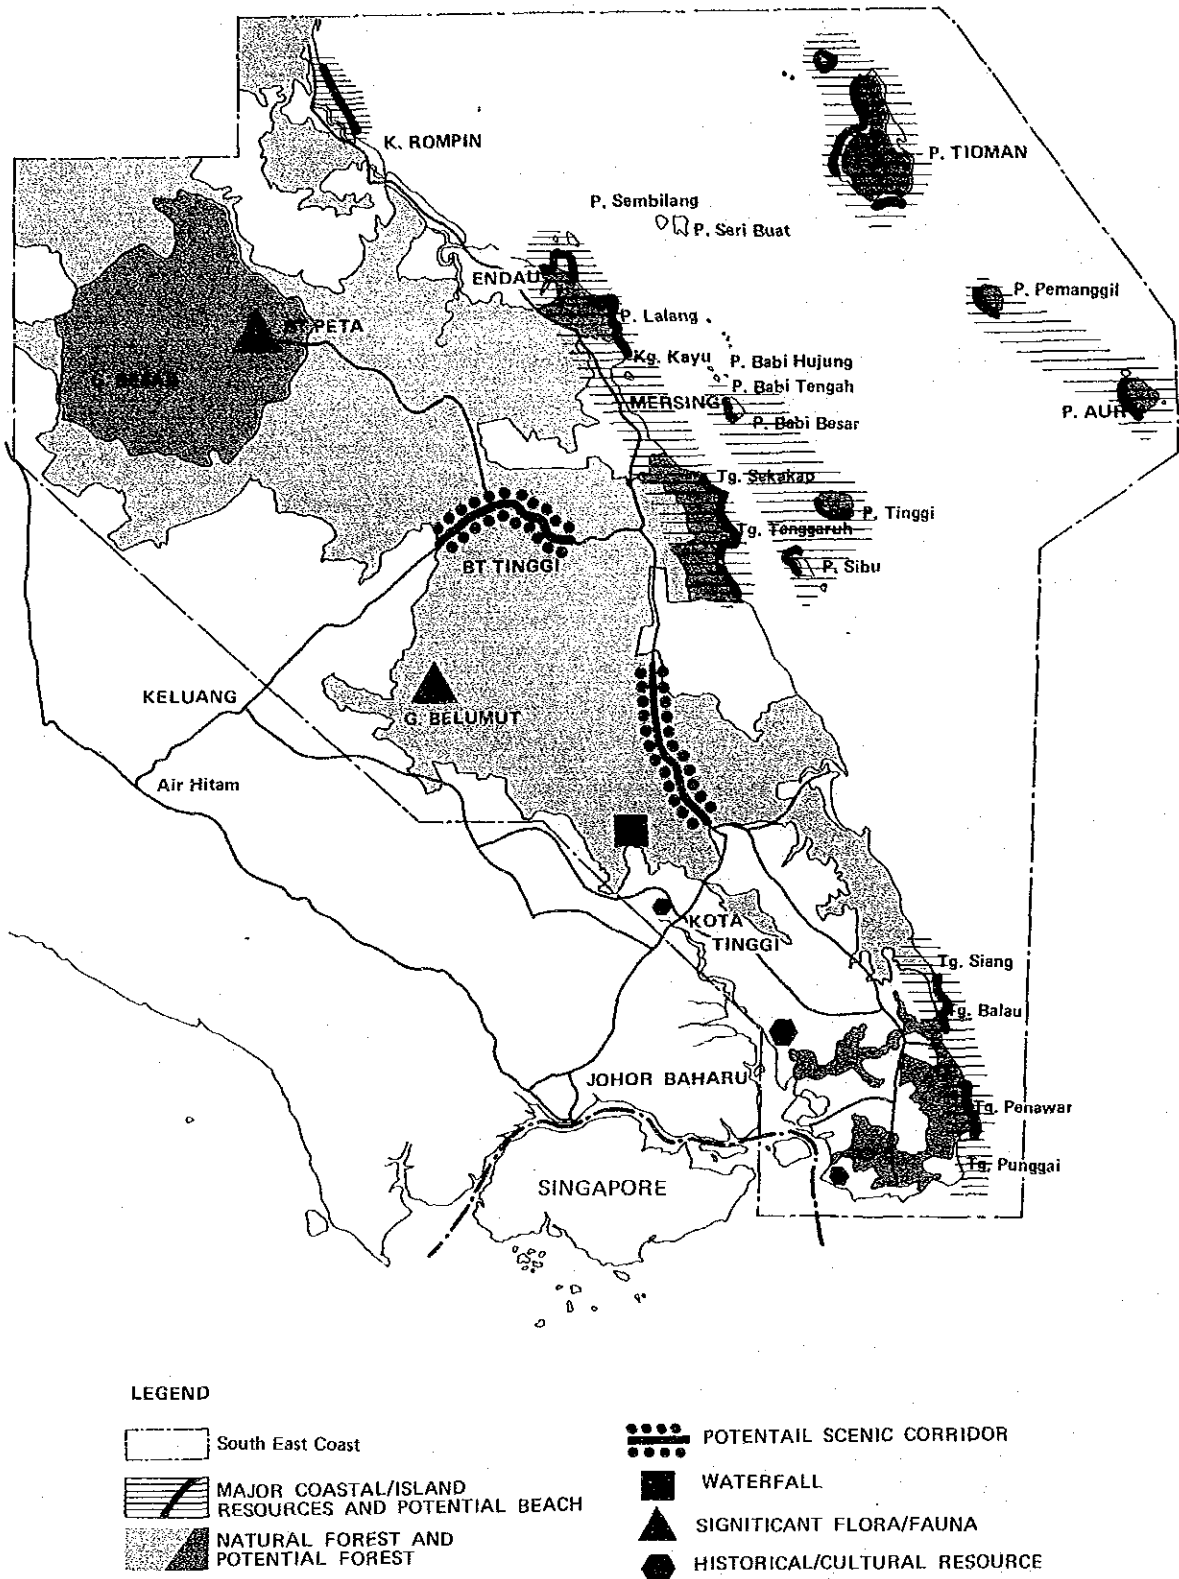 K. ROMPIN
P. TIOMAN
P. Sembilang
P. Seri Buat
ENDAU
P. Pemanggil
P. Lalang
BT PETA
Kg. Kayu
P. Babi Hujung
P. Babi Tengah
G. BESAR
MERSING
P. Babi Besar
P. AUR
Tg. Sekakap
P. Tinggi
Tg. Tenggaruh
BT TINGGI
P. Sibu
KELUANG
G. BELUMUT
Air Hitam
KOTA
TINGGI
Tg. Siang
Tg. Balau
JOHOR BAHARU
Tg. Penawar
Tg. Punggai
SINGAPORE
LEGEND
South East Coast
MAJOR COASTAL/ISLAND
RESOURCES AND POTENTIAL BEACH
NATURAL FOREST AND
POTENTIAL FOREST
POTENTAIL SCENIC CORRIDOR
WATERFALL
SIGNITICANT FLORA/FAUNA
HISTORICAL/CULTURAL RESOURCE